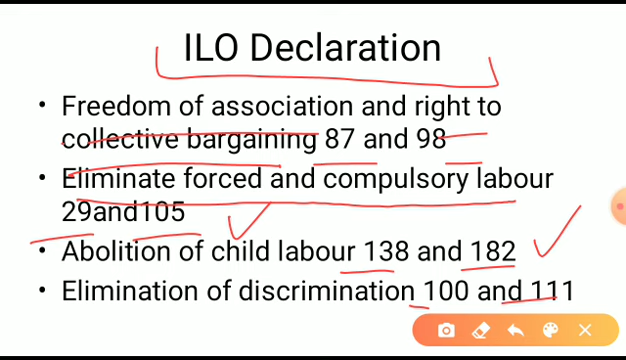 ILO Declaration
• Freedom of association and right to
collective bargaining 87 and 98
• Eliminate forced and compulsory labour
29and105
• Abolition of child labour 138 and 182
• Elimination of discrimination 100 and 111